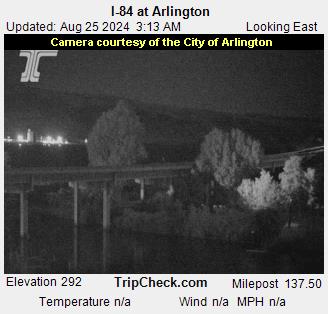 I-84 at Arlington
Updated: Aug 25 2024 3:13 AM Looking East
Camera courtesy of the City of Arlington
Elevation 292 TripCheck.com Milepost 137.50
Temperature n/a Wind n/a MPH n/a